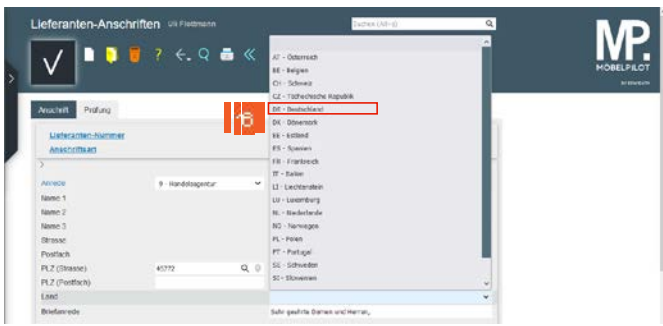 Lieferanten-Anschriften Uli Flottmann
Suchen (Alt+s)
MP.
MÖBELPILOT
Anschrift Prüfung
16
Lieferanten-Nummer
Anschriftsart
Anrede 9 - Handelsagentur
Name 1
Name 2
Name 3
Strasse
Postfach
PLZ (Strasse) 45772
PLZ (Postfach)
Land
Briefanrede Sehr geehrte Damen und Herren,
AT - Österreich
BE - Belgien
CH - Schweiz
CZ - Tschechische Republik
DE - Deutschland
DK - Dänemark
EE - Estland
ES - Spanien
FR - Frankreich
IT - Italien
LI - Liechtenstein
LU - Luxemburg
NL - Niederlande
NO - Norwegen
PL - Polen
PT - Portugal
SE - Schweden
SI - Slowenien